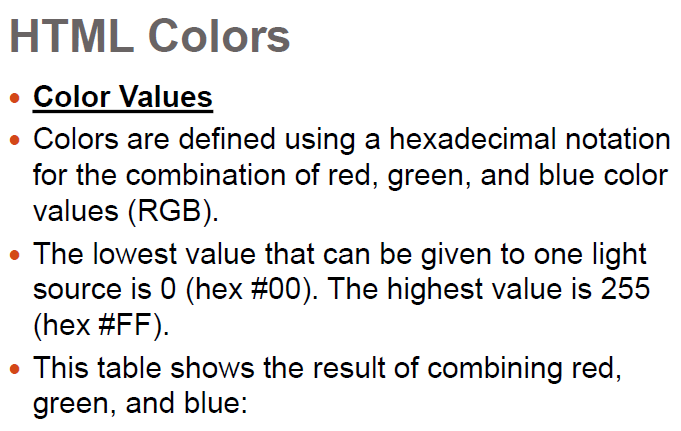 HTML Colors
• Color Values
• Colors are defined using a hexadecimal notation
for the combination of red, green, and blue color
values (RGB).
• The lowest value that can be given to one light
source is 0 (hex #00). The highest value is 255
(hex #FF).
• This table shows the result of combining red,
green, and blue: